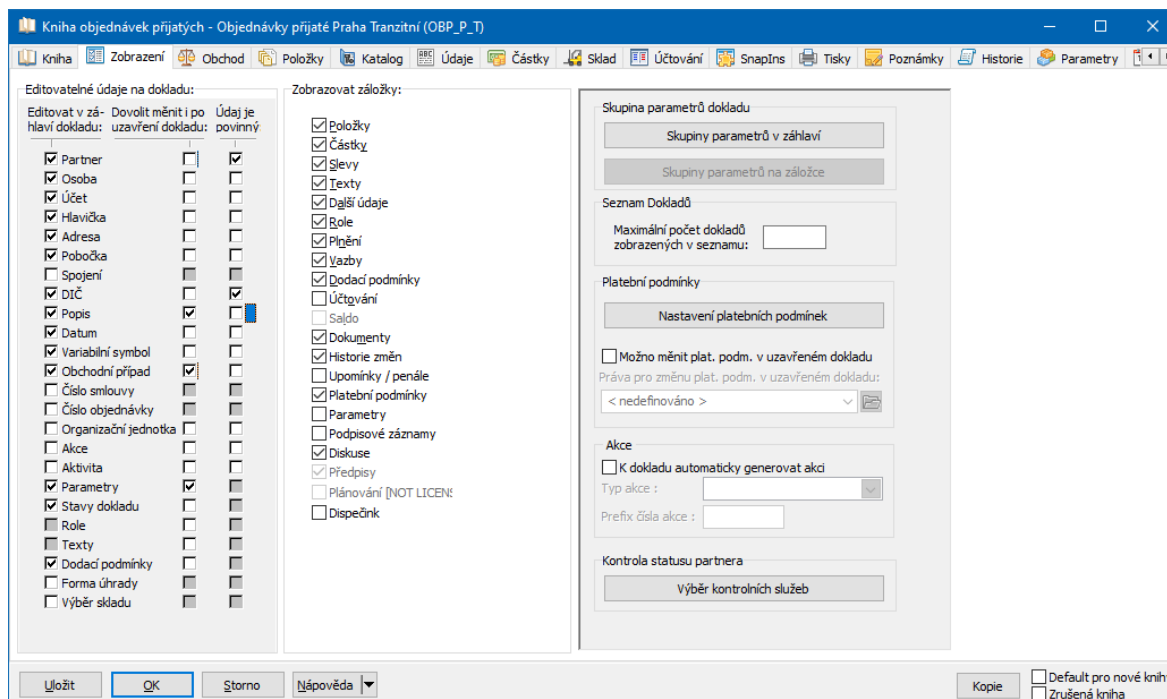 Kniha objednávek přijatých - Objednávky přijaté Praha Tranzitní (OBP_P_T)
Kniha Zobrazení Obchod Položky Katalog Údaje Částky Sklad Účtování SnapIns Tisky Poznámky Historie Parametry
Editovatelné údaje na dokladu:
Editovat v zá-
hlaví dokladu:
Dovolit měnit i po
uzavření dokladu:
Údaj je
povinný:
Partner
Osoba
Účet
Hlavička
Adresa
Pobočka
Spojení
DIČ
Popis
Datum
Variabilní symbol
Obchodní případ
Číslo smlouvy
Číslo objednávky
Organizační jednotka
Akce
Aktivita
Parametry
Stavy dokladu
Role
Texty
Dodací podmínky
Forma úhrady
Výběr skladu
Zobrazovat záložky:
Položky
Částky
Slevy
Texty
Další údaje
Role
Plnění
Vazby
Dodací podmínky
Účtování
Saldo
Dokumenty
Historie změn
Upomínky / penále
Platební podmínky
Parametry
Podpisové záznamy
Diskuse
Předpisy
Plánování [NOT LICENS
Dispečink
Skupina parametrů dokladu
Skupiny parametrů v záhlaví
Skupiny parametrů na záložce
Seznam Dokladů
Maximální počet dokladů
zobrazených v seznamu:
Platební podmínky
Nastavení platebních podmínek
Možno měnit plat. podm. v uzavřeném dokladu
Práva pro změnu plat. podm. v uzavřeném dokladu:
< nedefinováno >
Akce
K dokladu automaticky generovat akci
Typ akce :
Prefix čísla akce :
Kontrola statusu partnera
Výběr kontrolních služeb
Uložit OK Storno Nápověda Kopie
Default pro nové knih
Zrušená kniha